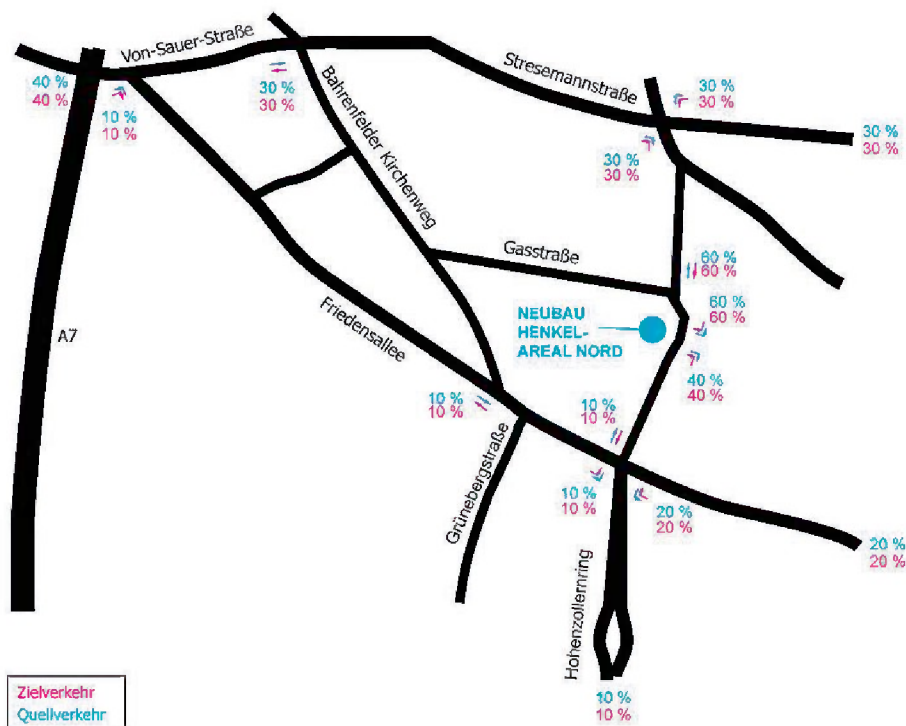 Von-Sauer-Straße
40 %
40 %
10 %
10 %
30 %
30 %
Bahrenfelder Kirchenweg
Stresemannstraße
30 %
30 %
30 %
30 %
30 %
30 %
Gasstraße
60 %
60 %
60 %
60 %
NEUBAU
HENKEL-
AREAL NORD
A7
Friedensallee
40 %
40 %
10 %
10 %
10 %
10 %
Grünebergstraße
10 %
10 %
20 %
20 %
20 %
20 %
Hohenzollernring
10 %
10 %
Zielverkehr
Quellverkehr